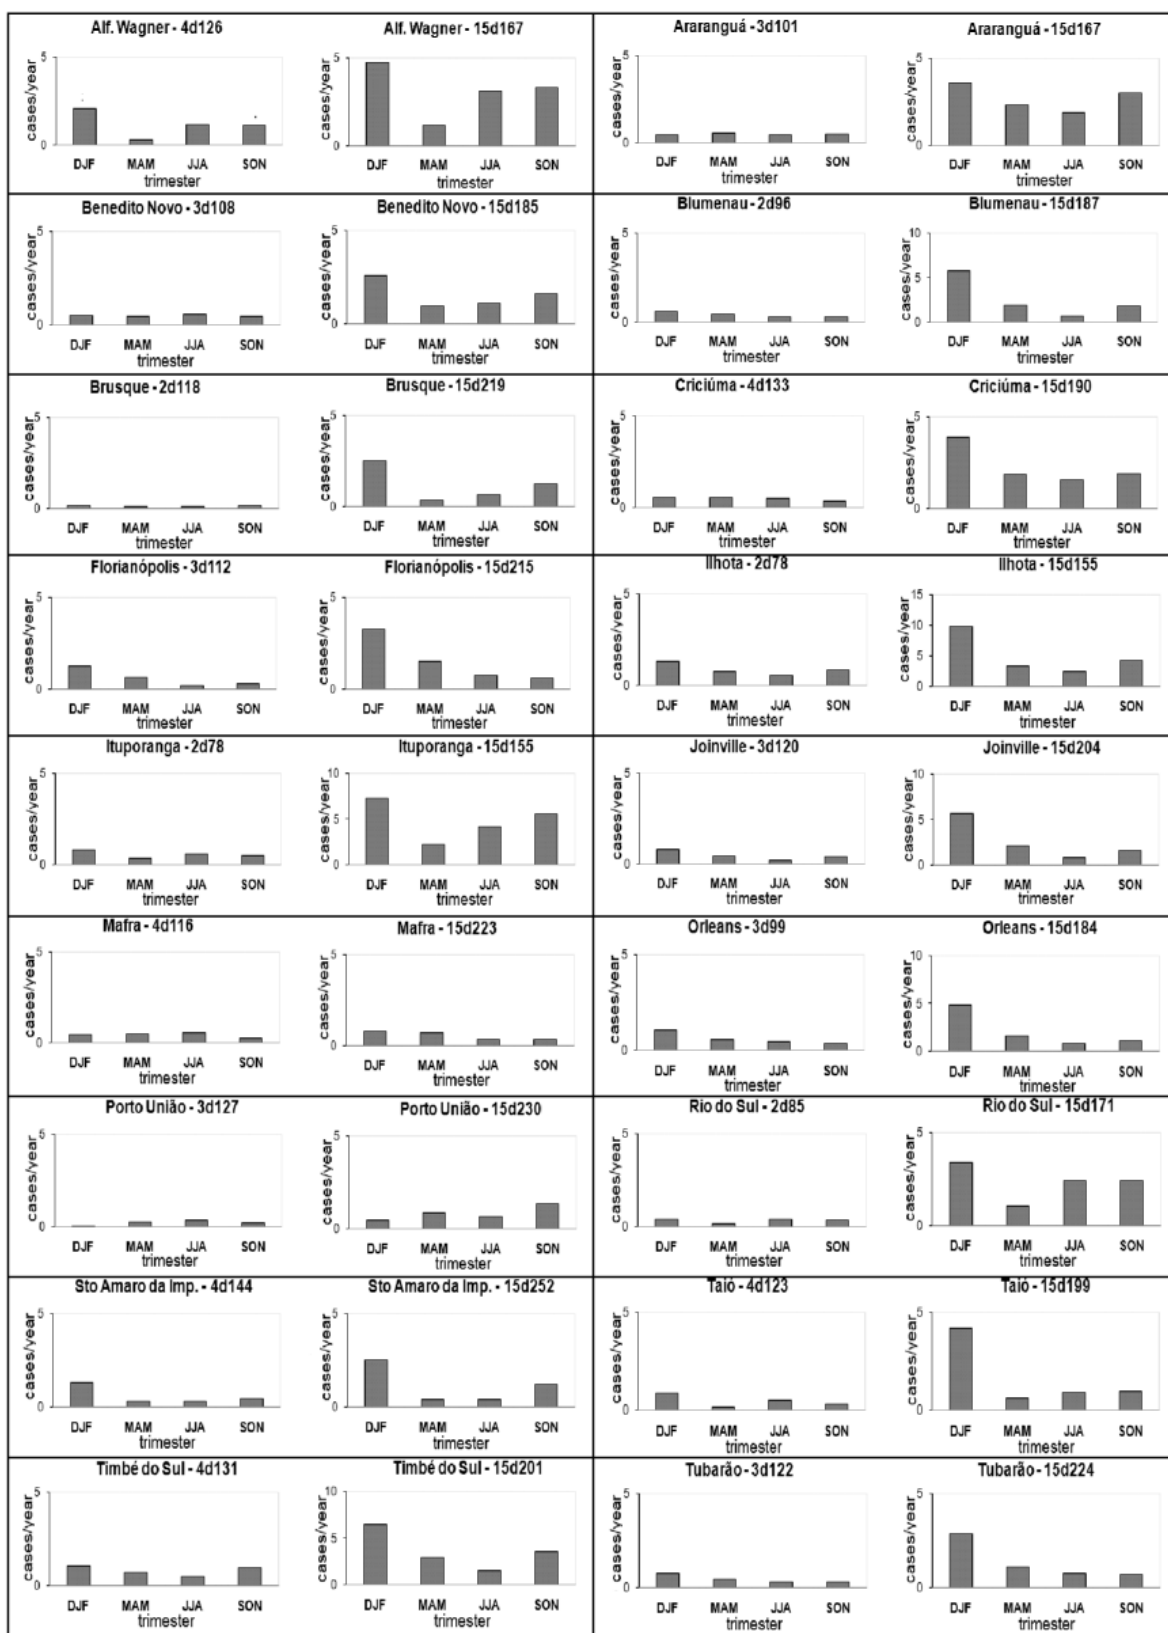 Alf. Wagner - 4d126
cases/year
5
0
DJF MAM JJA SON
trimester
Alf. Wagner - 15d167
cases/year
5
0
DJF MAM JJA SON
trimester
Araranguá - 3d101
cases/year
5
0
DJF MAM JJA SON
trimester
Araranguá - 15d167
cases/year
5
0
DJF MAM JJA SON
trimester
Benedito Novo - 3d108
cases/year
5
0
DJF MAM JJA SON
trimester
Benedito Novo - 15d185
cases/year
5
0
DJF MAM JJA SON
trimester
Blumenau - 2d96
cases/year
5
0
DJF MAM JJA SON
trimester
Blumenau - 15d187
cases/year
10
5
0
DJF MAM JJA SON
trimester
Brusque - 2d118
cases/year
5
0
DJF MAM JJA SON
trimester
Brusque - 15d219
cases/year
5
0
DJF MAM JJA SON
trimester
Criciúma - 4d133
cases/year
5
0
DJF MAM JJA SON
trimester
Criciúma - 15d190
cases/year
5
0
DJF MAM JJA SON
trimester
Florianópolis - 3d112
cases/year
5
0
DJF MAM JJA SON
trimester
Florianópolis - 15d215
cases/year
5
0
DJF MAM JJA SON
trimester
Ilhota - 2d78
cases/year
5
0
DJF MAM JJA SON
trimester
Ilhota - 15d155
cases/year
15
10
5
0
DJF MAM JJA SON
trimester
Ituporanga - 2d78
cases/year
5
0
DJF MAM JJA SON
trimester
Ituporanga - 15d155
cases/year
10
5
0
DJF MAM JJA SON
trimester
Joinville - 3d120
cases/year
5
0
DJF MAM JJA SON
trimester
Joinville - 15d204
cases/year
10
5
0
DJF MAM JJA SON
trimester
Mafra - 4d116
cases/year
5
0
DJF MAM JJA SON
trimester
Mafra - 15d223
cases/year
5
0
DJF MAM JJA SON
trimester
Orleans - 3d99
cases/year
5
0
DJF MAM JJA SON
trimester
Orleans - 15d184
cases/year
10
5
0
DJF MAM JJA SON
trimester
Porto União - 3d127
cases/year
5
0
DJF MAM JJA SON
trimester
Porto União - 15d230
cases/year
5
0
DJF MAM JJA SON
trimester
Rio do Sul - 2d85
cases/year
5
0
DJF MAM JJA SON
trimester
Rio do Sul - 15d171
cases/year
5
0
DJF MAM JJA SON
trimester
Sto Amaro da Imp. - 4d144
cases/year
5
0
DJF MAM JJA SON
trimester
Sto Amaro da Imp. - 15d252
cases/year
5
0
DJF MAM JJA SON
trimester
Taió - 4d123
cases/year
5
0
DJF MAM JJA SON
trimester
Taió - 15d199
cases/year
5
0
DJF MAM JJA SON
trimester
Timbé do Sul - 4d131
cases/year
5
0
DJF MAM JJA SON
trimester
Timbé do Sul - 15d201
cases/year
10
5
0
DJF MAM JJA SON
trimester
Tubarão - 3d122
cases/year
5
0
DJF MAM JJA SON
trimester
Tubarão - 15d224
cases/year
5
0
DJF MAM JJA SON
trimester